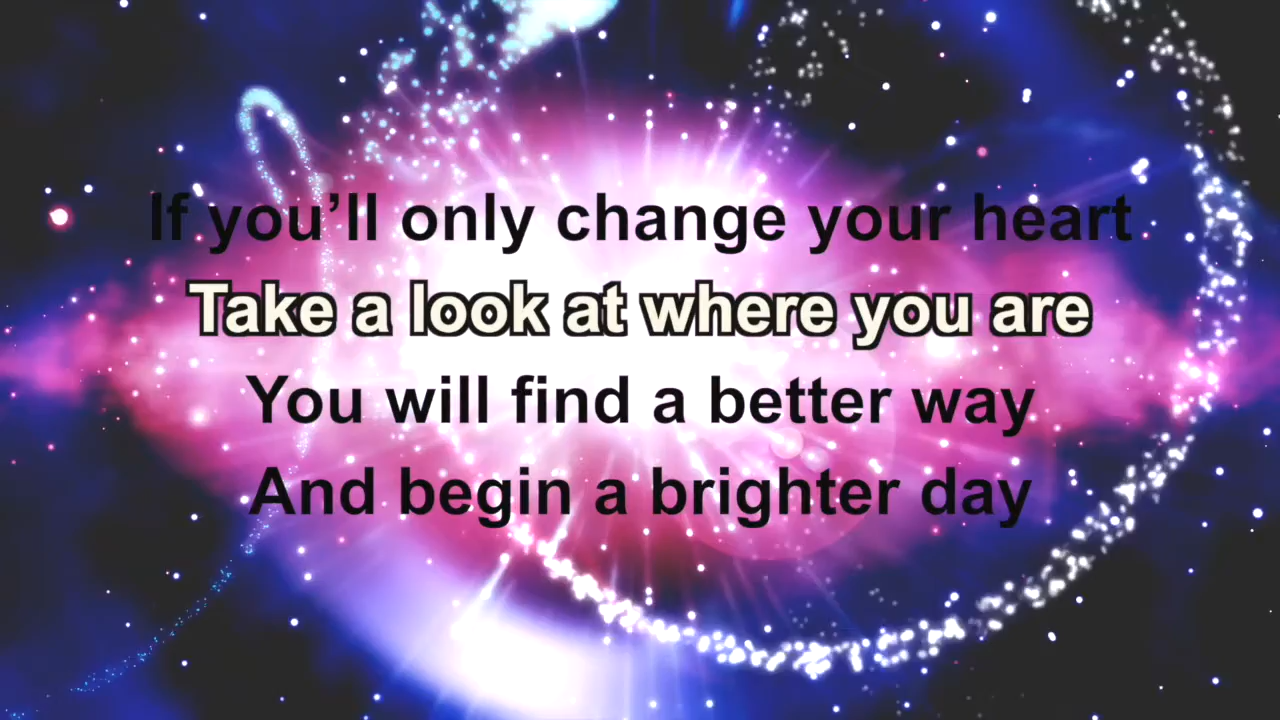 If you’ll only change your heart
Take a look at where you are
You will find a better way
And begin a brighter day